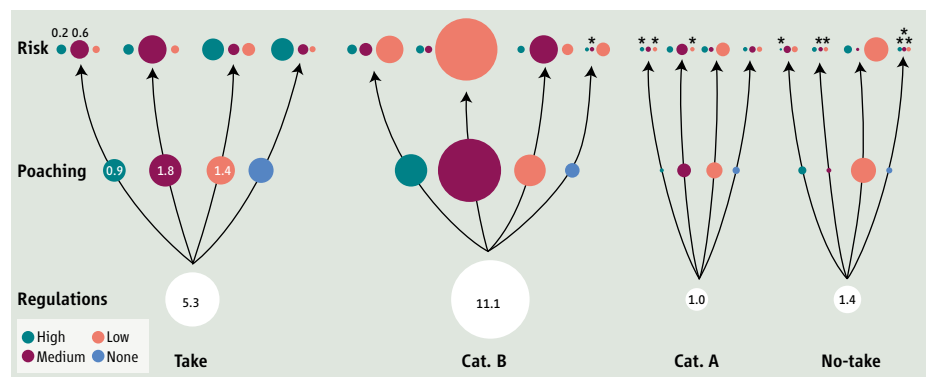 0.2 0.6
Risk
* * * * * * * * *
* *
Poaching
0.9 1.8 1.4
Regulations
5.3 11.1 1.0 1.4
High Low
Medium None
Take Cat. B Cat. A No-take